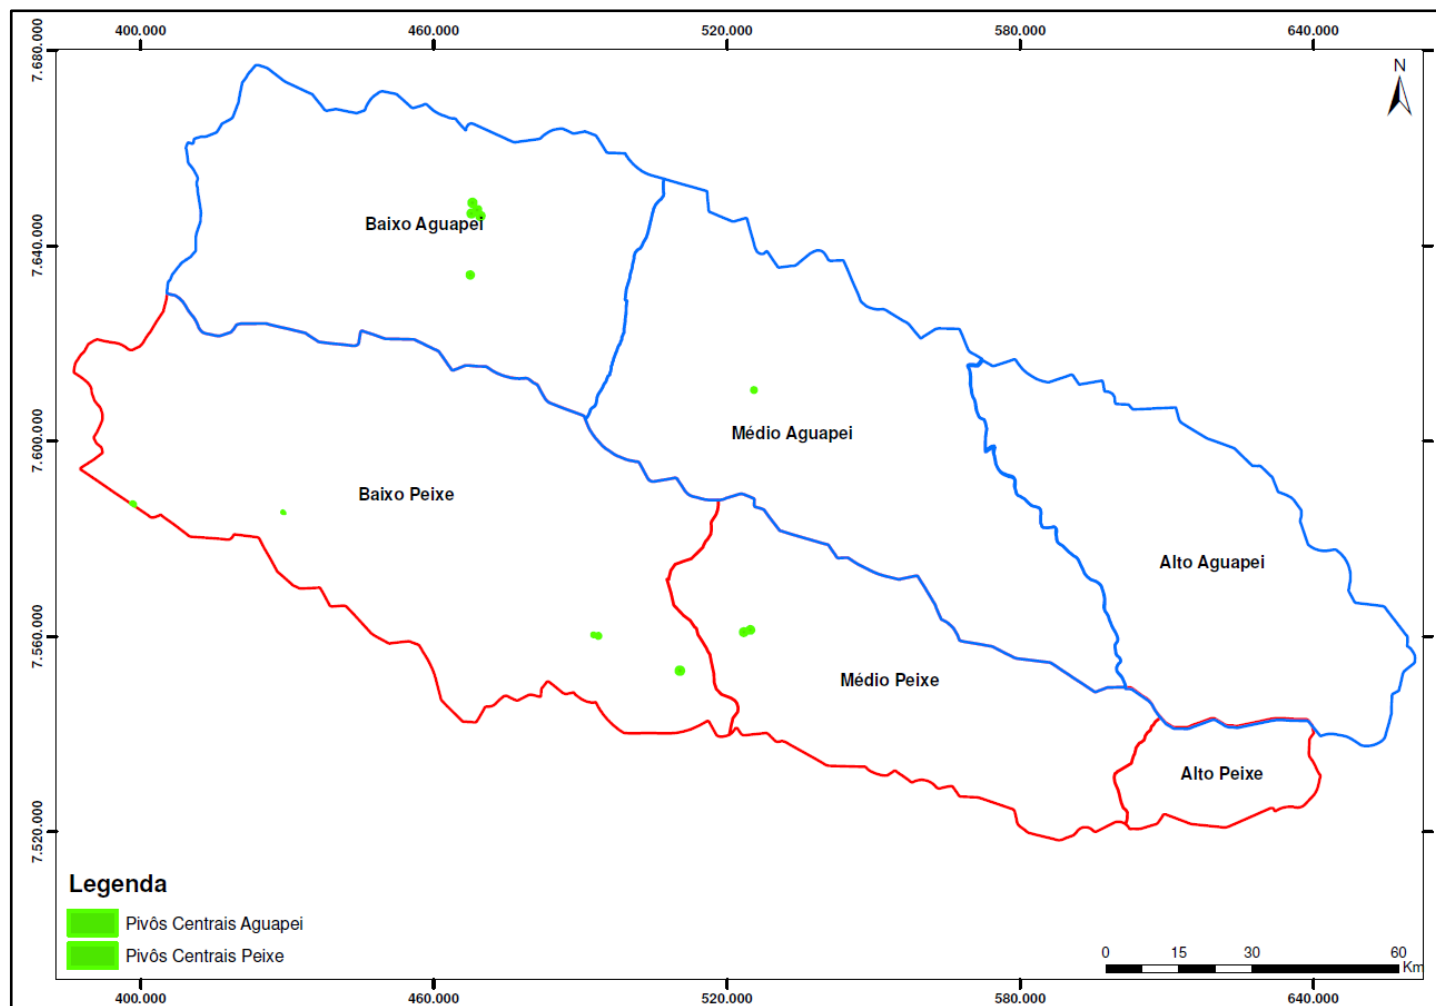 400.000 460.000 520.000 580.000 640.000
N
7.680.000
7.640.000
7.600.000
7.560.000
7.520.000
Baixo Aguapei
Médio Aguapei
Baixo Peixe
Alto Aguapei
Médio Peixe
Alto Peixe
Legenda
Pivôs Centrais Aguapei
Pivôs Centrais Peixe
0 15 30 60
Km
400.000 460.000 520.000 580.000 640.000